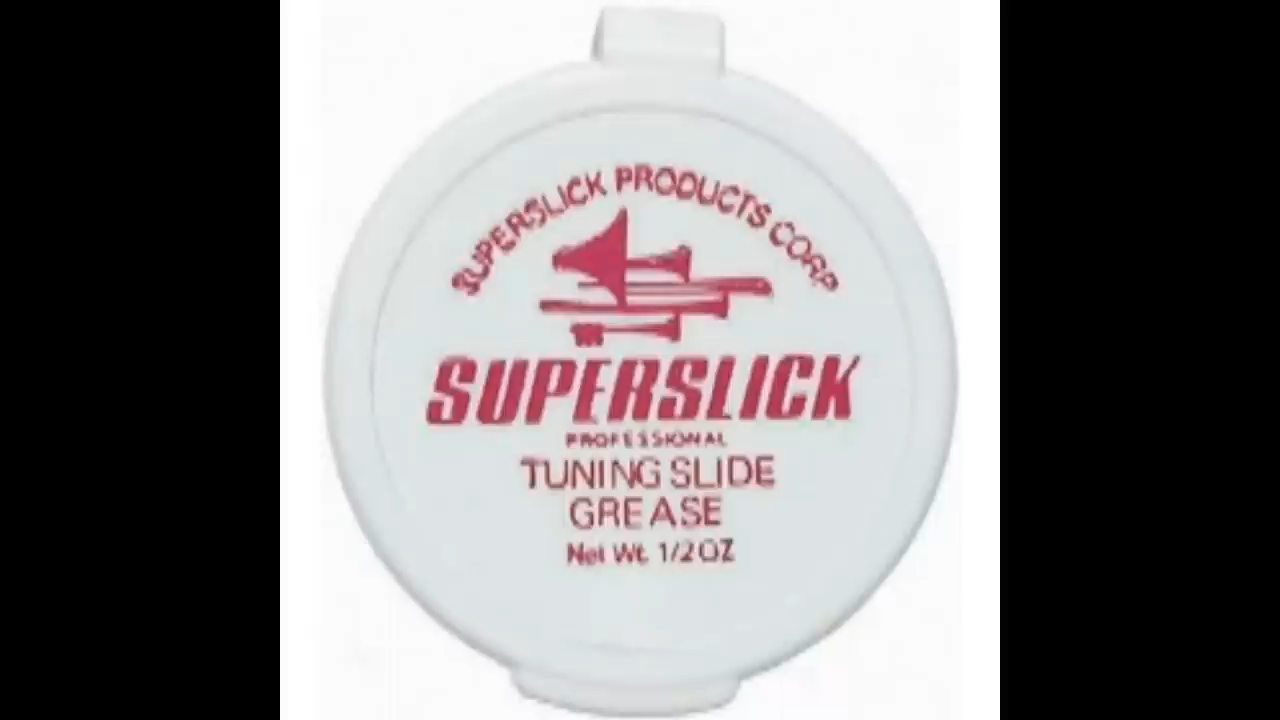 SUPERSLICK PRODUCTS CORP
SUPERSLICK
PROFESSIONAL
TUNING SLIDE
GREASE
Net Wt. 1/2 OZ